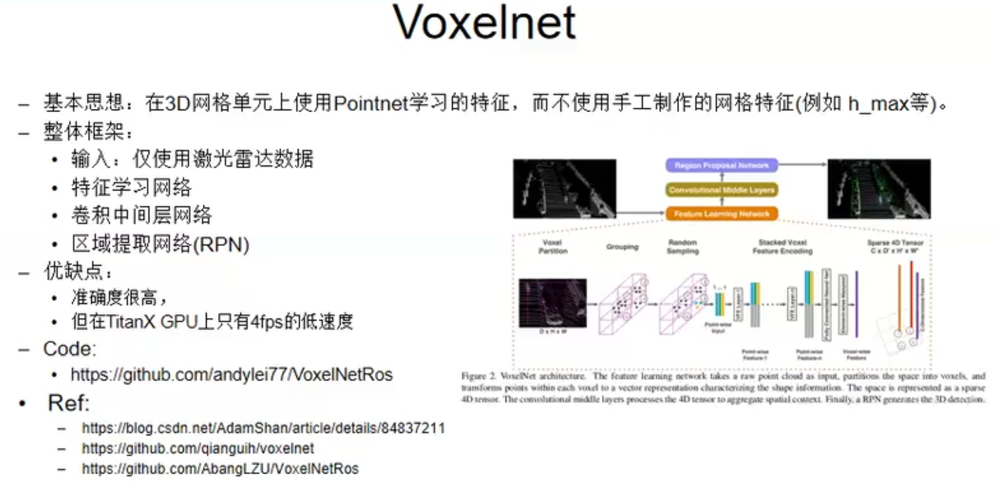 Voxelnet
– 基本思想：在3D网格单元上使用Pointnet学习的特征，而不使用手工制作的网格特征(例如 h_max等)。
– 整体框架：
• 输入：仅使用激光雷达数据
• 特征学习网络
• 卷积中间层网络
• 区域提取网络(RPN)
– 优缺点：
• 准确度很高，
• 但在TitanX GPU上只有4fps的低速度
– Code:
• https://github.com/andylei77/VoxelNetRos
• Ref:
– https://blog.csdn.net/AdamShan/article/details/84837211
– https://github.com/qianguih/voxelnet
– https://github.com/AbangLZU/VoxelNetRos
Region Proposal Network
Convolutional Middle Layers
Feature Learning Network
Voxel
Partition
Grouping
Random
Sampling
Stacked Voxel
Feature Encoding
Sparse 4D Tensor
C x D' x H' x W'
D x H x W
Point-wise
Input
VFE Layer-1
Point-wise
Feature-1
VFE Layer-n
Point-wise
Feature-n
Fully Connected Neural Net
Element-wise Maxpool
Voxel-wise
Feature
C-Dimensional Feature
Figure 2. VoxelNet architecture. The feature learning network takes a raw point cloud as input, partitions the space into voxels, and
transforms points within each voxel to a vector representation characterizing the shape information. The space is represented as a sparse
4D tensor. The convolutional middle layers processes the 4D tensor to aggregate spatial context. Finally, a RPN generates the 3D detection.